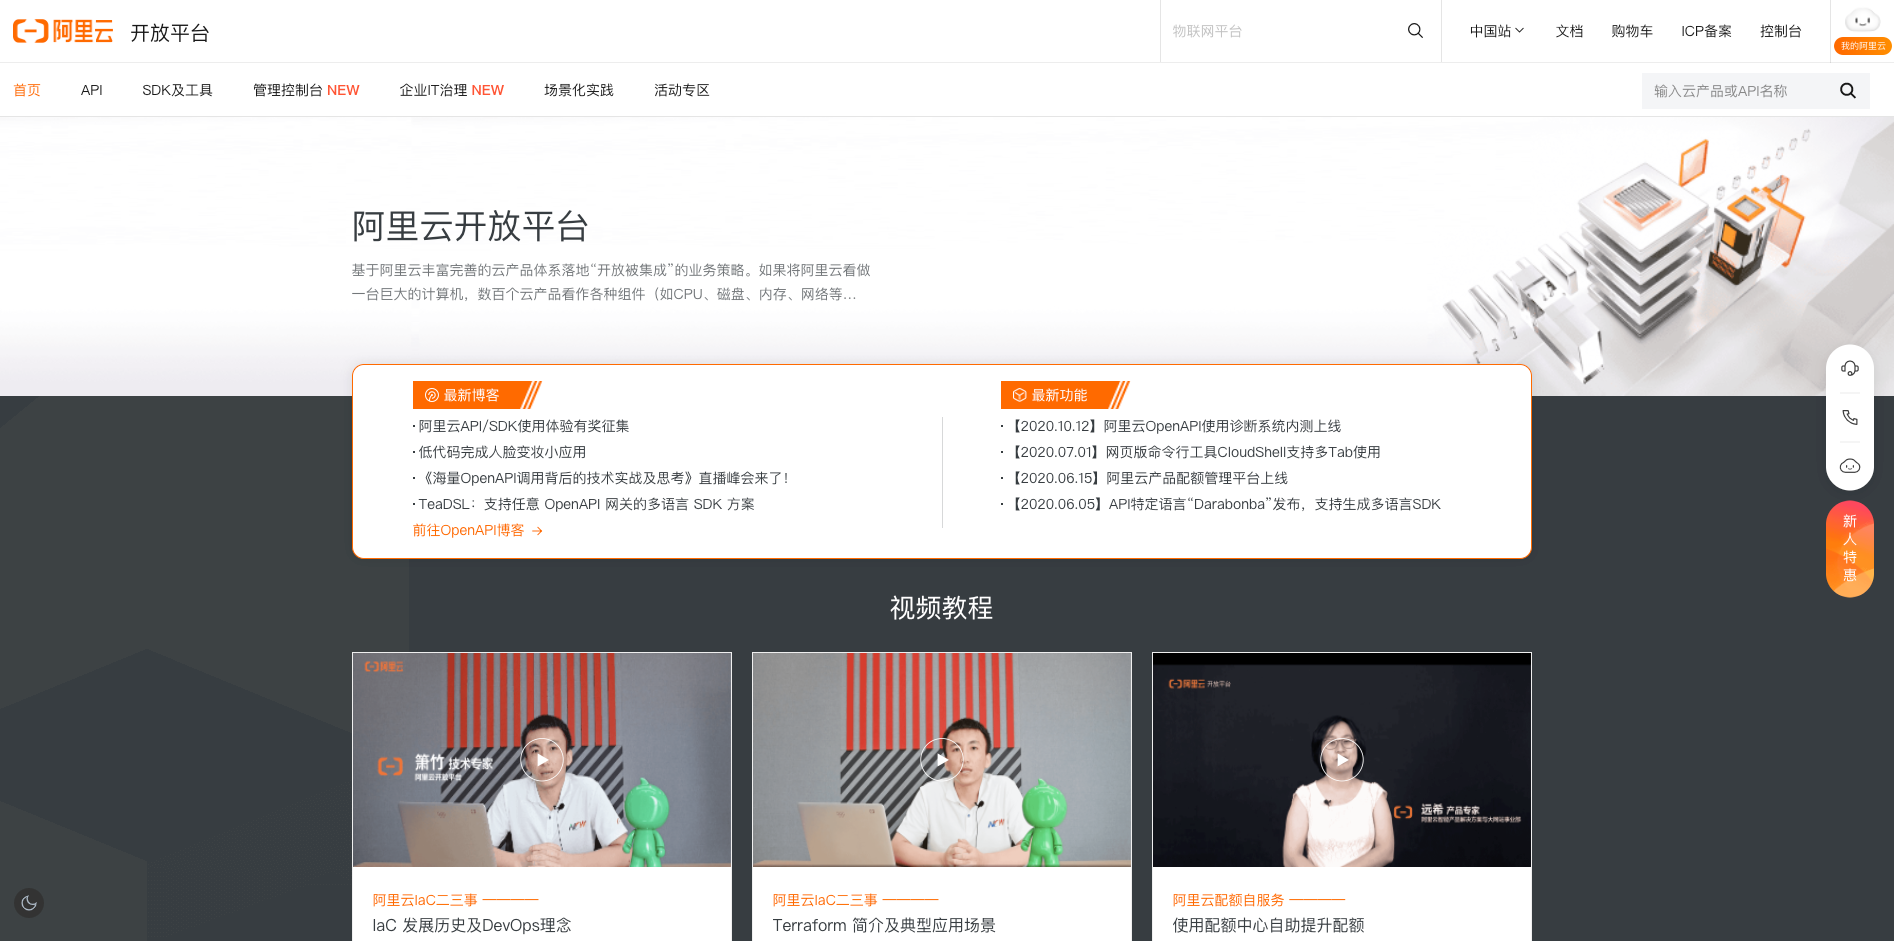 阿里云 开放平台
物联网平台
中国站 文档 购物车 ICP备案 控制台
我的阿里云
首页 API SDK及工具 管理控制台 NEW 企业IT治理 NEW 场景化实践 活动专区
输入云产品或API名称
阿里云开放平台
基于阿里云丰富完善的云产品体系落地“开放被集成”的业务策略。如果将阿里云看做
一台巨大的计算机，数百个云产品看作各种组件（如CPU、磁盘、内存、网络等...
最新博客
· 阿里云API/SDK使用体验有奖征集
· 低代码完成人脸变妆小应用
· 《海量OpenAPI调用背后的技术实战及思考》直播峰会来了！
· TeaDSL：支持任意 OpenAPI 网关的多语言 SDK 方案
前往OpenAPI博客 →
最新功能
· 【2020.10.12】阿里云OpenAPI使用诊断系统内测上线
· 【2020.07.01】网页版命令行工具CloudShell支持多Tab使用
· 【2020.06.15】阿里云产品配额管理平台上线
· 【2020.06.05】API特定语言“Darabonba”发布，支持生成多语言SDK
新人特惠
视频教程
阿里云
箫竹 技术专家
阿里云开放平台
阿里云 开放平台
远希 产品专家
阿里云智能产品解决方案与大网站事业部
阿里云IaC二三事 ————
IaC 发展历史及DevOps理念
阿里云IaC二三事 ————
Terraform 简介及典型应用场景
阿里云配额自服务 ————
使用配额中心自助提升配额